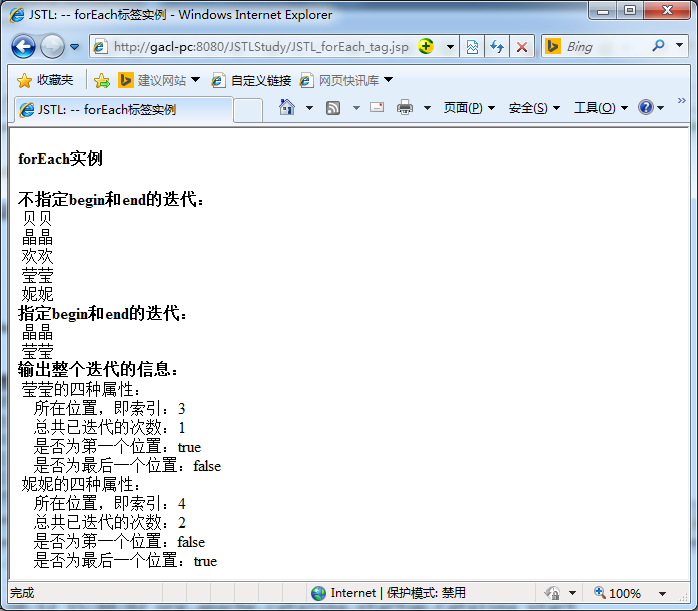 JSTL: -- forEach标签实例 - Windows Internet Explorer
http://gacl-pc:8080/JSTLStudy/JSTL_forEach_tag.jsp
Bing
收藏夹 建议网站 自定义链接 网页快讯库
JSTL: -- forEach标签实例
页面(P) 安全(S) 工具(O)
forEach实例
不指定begin和end的迭代：
贝贝
晶晶
欢欢
莹莹
妮妮
指定begin和end的迭代：
晶晶
莹莹
输出整个迭代的信息：
莹莹的四种属性：
所在位置，即索引：3
总共已迭代的次数：1
是否为第一个位置：true
是否为最后一个位置：false
妮妮的四种属性：
所在位置，即索引：4
总共已迭代的次数：2
是否为第一个位置：false
是否为最后一个位置：true
完成 Internet | 保护模式: 禁用 100%